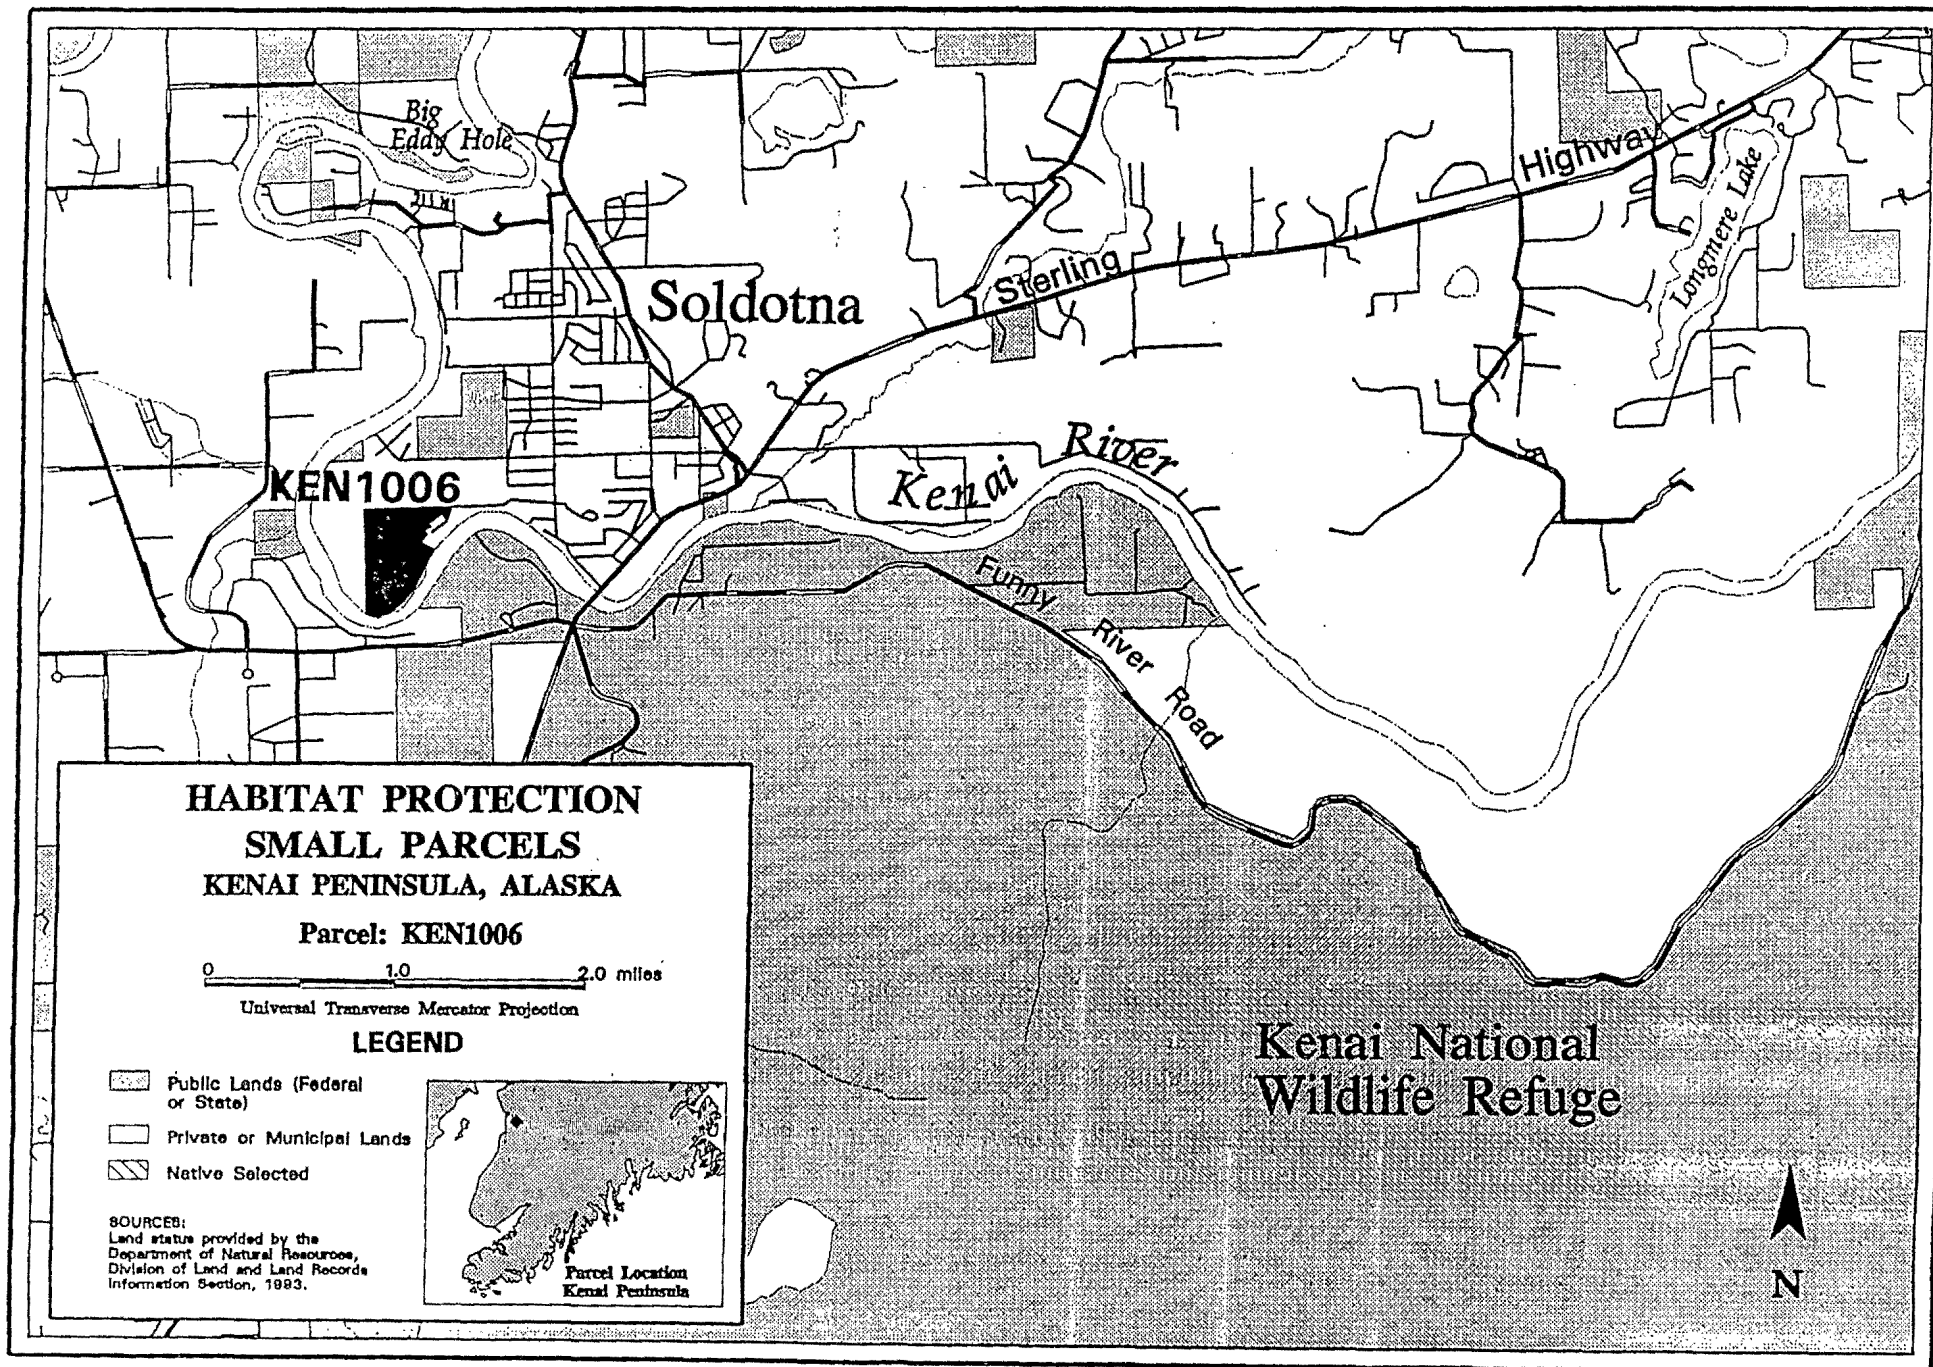 Big
Eddy Hole
Highway
Longmere Lake
Sterling
Soldotna
River
Kenai
KEN1006
Funny
River
Road
HABITAT PROTECTION
SMALL PARCELS
KENAI PENINSULA, ALASKA
Parcel: KEN1006
0 1.0 2.0 miles
Universal Transverse Mercator Projection
LEGEND
Public Lands (Federal
or State)
Private or Municipal Lands
Native Selected
SOURCES:
Land status provided by the
Department of Natural Resources,
Division of Land and Land Records
Information Section, 1993.
Parcel Location
Kenai Peninsula
Kenai National
Wildlife Refuge
N